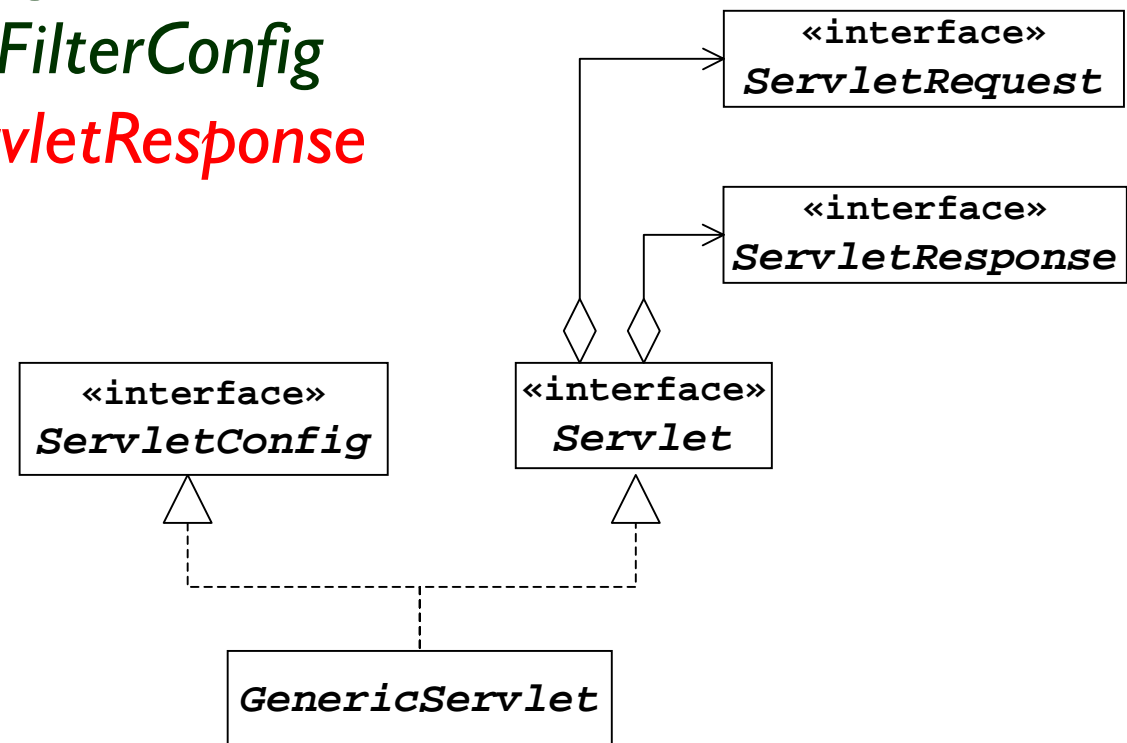 FilterConfig
vletResponse
«interface»
ServletRequest
«interface»
ServletResponse
«interface»
ServletConfig
«interface»
Servlet
GenericServlet